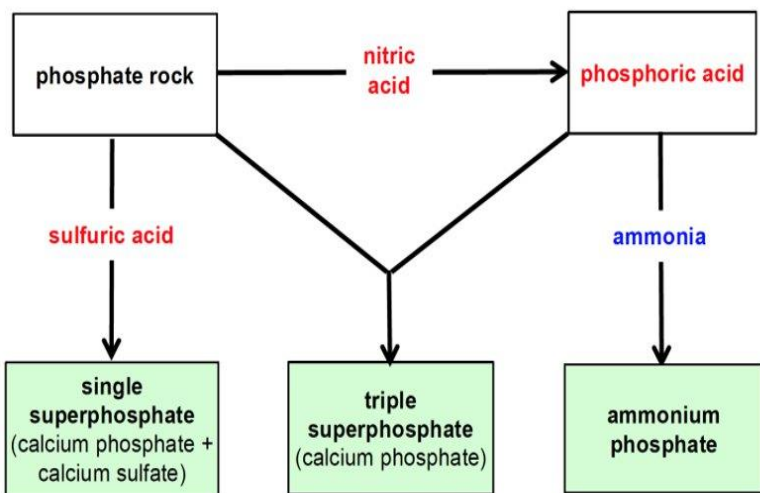 phosphate rock
nitric
acid
phosphoric acid
sulfuric acid
ammonia
single
superphosphate
(calcium phosphate +
calcium sulfate)
triple
superphosphate
(calcium phosphate)
ammonium
phosphate